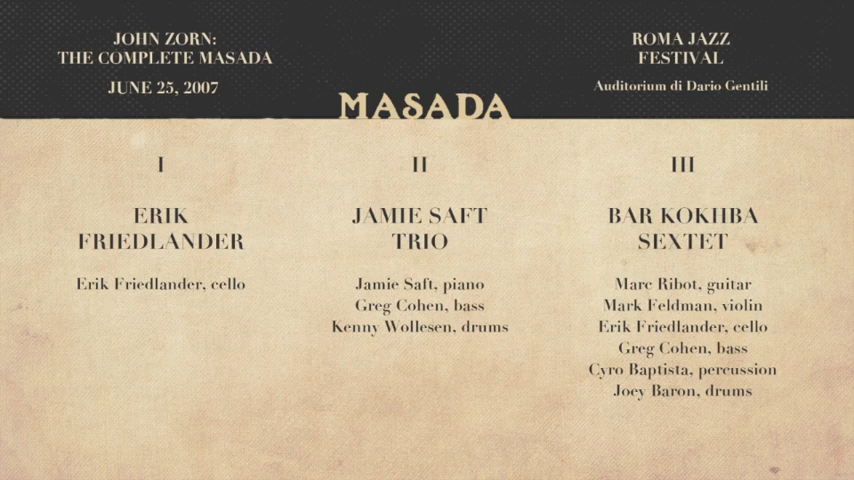 JOHN ZORN:
THE COMPLETE MASADA
JUNE 25, 2007
MASADA
ROMA JAZZ
FESTIVAL
Auditorium di Dario Gentili
I
ERIK
FRIEDLANDER
Erik Friedlander, cello
II
JAMIE SAFT
TRIO
Jamie Saft, piano
Greg Cohen, bass
Kenny Wollesen, drums
III
BAR KOKHBA
SEXTET
Marc Ribot, guitar
Mark Feldman, violin
Erik Friedlander, cello
Greg Cohen, bass
Cyro Baptista, percussion
Joey Baron, drums